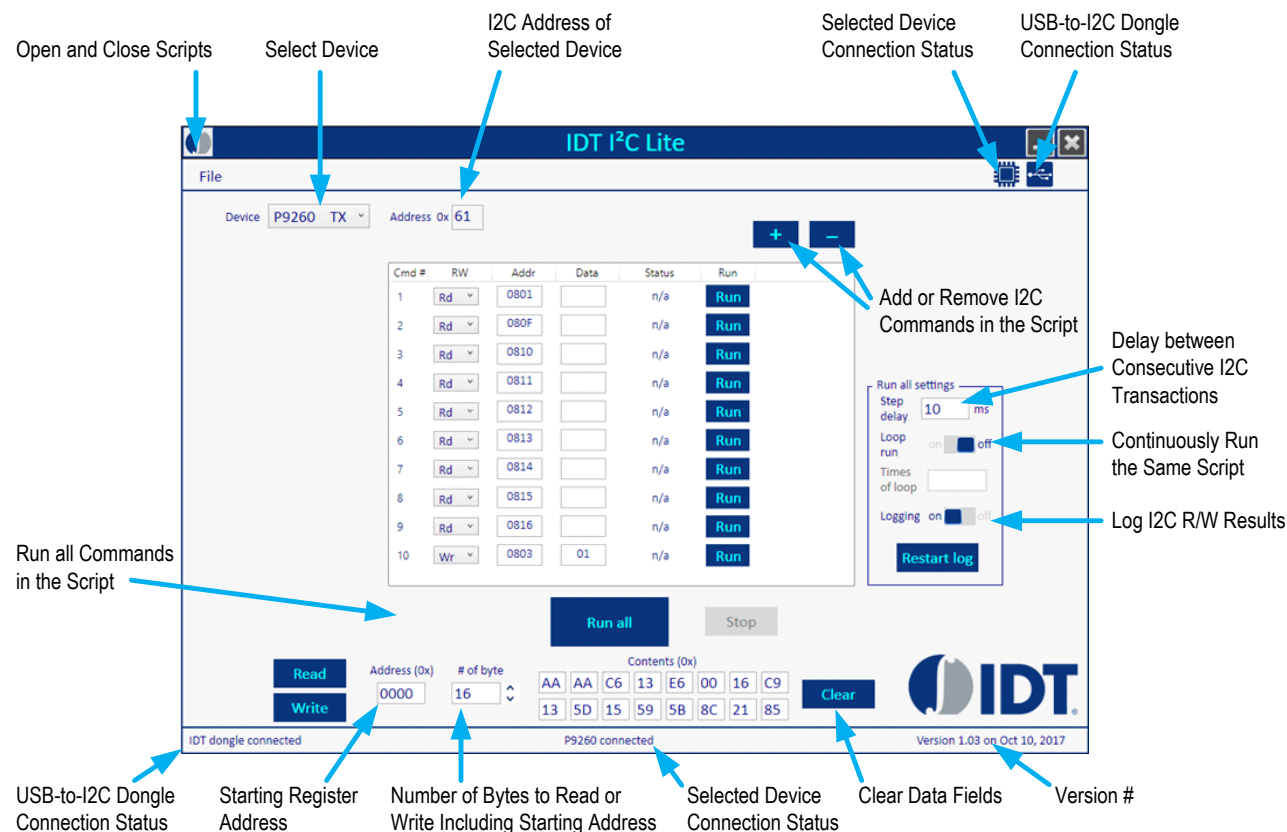 I2C Address of
Selected Device
Selected Device
Connection Status
USB-to-I2C Dongle
Connection Status
Open and Close Scripts
Select Device
IDT I²C Lite
File
Device P9260 TX Address 0x 61
+ –
Cmd # RW Addr Data Status Run
1 Rd 0801 n/a Run
2 Rd 080F n/a Run
3 Rd 0810 n/a Run
4 Rd 0811 n/a Run
5 Rd 0812 n/a Run
6 Rd 0813 n/a Run
7 Rd 0814 n/a Run
8 Rd 0815 n/a Run
9 Rd 0816 n/a Run
10 Wr 0803 01 n/a Run
Add or Remove I2C
Commands in the Script
Delay between
Consecutive I2C
Transactions
Run all settings
Step
delay 10 ms
Loop
run on off
Times
of loop
Logging on off
Restart log
Continuously Run
the Same Script
Log I2C R/W Results
Run all Commands
in the Script
Run all Stop
Read
Write
Address (0x)
0000
# of byte
16
Contents (0x)
AA AA C6 13 E6 00 16 C9
13 5D 15 59 5B 8C 21 85
Clear
IDT
IDT dongle connected P9260 connected Version 1.03 on Oct 10, 2017
USB-to-I2C Dongle
Connection Status
Starting Register
Address
Number of Bytes to Read or
Write Including Starting Address
Selected Device
Connection Status
Clear Data Fields
Version #